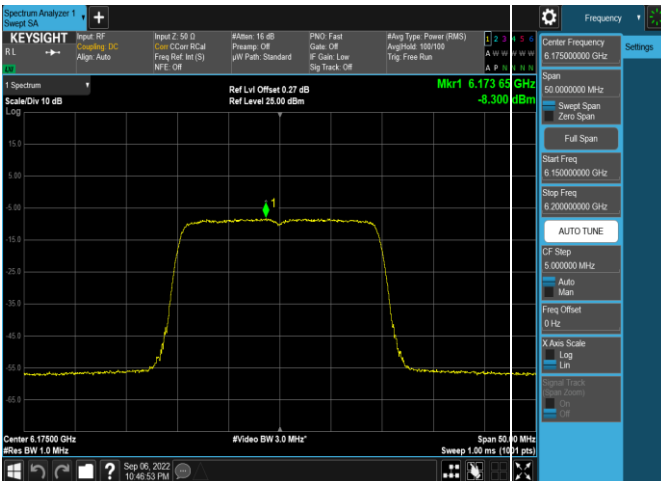 Spectrum Analyzer 1
Swept SA
+
Frequency
KEYSIGHT
RL
Input: RF
Coupling: DC
Align: Auto
Input Z: 50 Ω
Corr CCorr RCal
Freq Ref: Int (S)
NFE: Off
#Atten: 16 dB
Preamp: Off
µW Path: Standard
PNO: Fast
Gate: Off
IF Gain: Low
Sig Track: Off
#Avg Type: Power (RMS)
Avg|Hold: 100/100
Trig: Free Run
1 2 3 4 5 6
A W W W W W
A P N N N N
1 Spectrum
Scale/Div 10 dB
Log
Ref Lvl Offset 0.27 dB
Ref Level 25.00 dBm
Mkr1 6.173 65 GHz
-8.300 dBm
15.0
5.00
-5.00
-15.0
-25.0
-35.0
-45.0
-55.0
-65.0
1
Center 6.17500 GHz
#Res BW 1.0 MHz
#Video BW 3.0 MHz*
Span 50.00 MHz
Sweep 1.00 ms (1001 pts)
Sep 06, 2022
10:46:53 PM
Center Frequency
6.175000000 GHz
Settings
Span
50.0000000 MHz
Swept Span
Zero Span
Full Span
Start Freq
6.150000000 GHz
Stop Freq
6.200000000 GHz
AUTO TUNE
CF Step
5.000000 MHz
Auto
Man
Freq Offset
0 Hz
X Axis Scale
Log
Lin
Signal Track
(Span Zoom)
On
Off